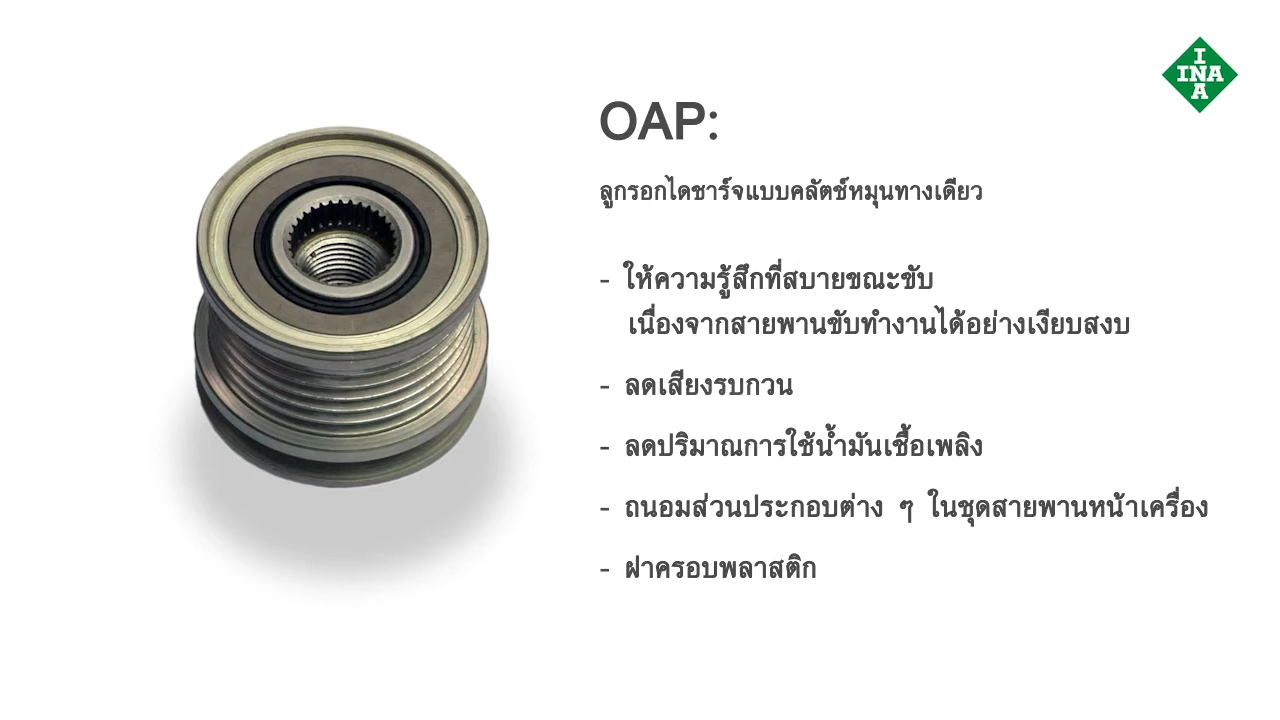 INA
INA
OAP:
ลูกรอกไดชาร์จแบบคลัตช์หมุนทางเดียว
- ให้ความรู้สึกที่สบายขณะขับ
เนื่องจากสายพานขับทำงานได้อย่างเงียบสงบ
- ลดเสียงรบกวน
- ลดปริมาณการใช้น้ำมันเชื้อเพลิง
- ถนอมส่วนประกอบต่าง ๆ ในชุดสายพานหน้าเครื่อง
- ฝาครอบพลาสติก